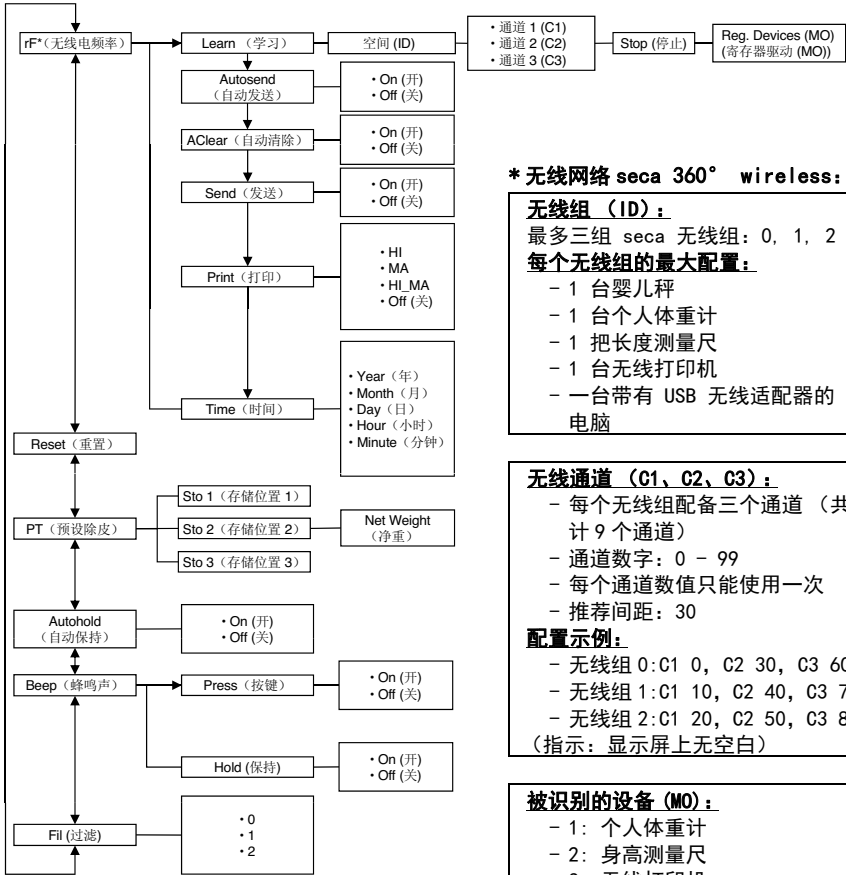 rF*(无线电频率)
Learn（学习）
空间 (ID)
• 通道 1 (C1)
• 通道 2 (C2)
• 通道 3 (C3)
Stop (停止)
Reg. Devices (MO)
(寄存器驱动 (MO))
Autosend
（自动发送）
• On (开)
• Off (关)
AClear（自动清除）
• On (开)
• Off (关)
Send（发送）
• On (开)
• Off (关)
Print（打印）
• HI
• MA
• HI_MA
• Off (关)
Time（时间）
• Year（年）
• Month（月）
• Day（日）
• Hour（小时）
• Minute（分钟）
Reset（重置）
PT（预设除皮）
Sto 1（存储位置 1）
Sto 2（存储位置 2）
Sto 3（存储位置 3）
Net Weight
（净重）
Autohold
（自动保持）
• On (开)
• Off (关)
Beep（蜂鸣声）
Press（按键）
• On (开)
• Off (关)
Hold (保持)
• On (开)
• Off (关)
Fil (过滤)
• 0
• 1
• 2
* 无线网络 seca 360° wireless:
无线组 （ID）:
最多三组 seca 无线组: 0, 1, 2
每个无线组的最大配置:
- 1 台婴儿秤
- 1 台个人体重计
- 1 把长度测量尺
- 1 台无线打印机
- 一台带有 USB 无线适配器的
电脑
无线通道 （C1、C2、C3）:
- 每个无线组配备三个通道 （共
计 9 个通道）
- 通道数字: 0 - 99
- 每个通道数值只能使用一次
- 推荐间距: 30
配置示例:
- 无线组 0:C1 0, C2 30, C3 60
- 无线组 1:C1 10, C2 40, C3 7
- 无线组 2:C1 20, C2 50, C3 8
（指示: 显示屏上无空白）
被识别的设备 (MO):
- 1: 个人体重计
- 2: 身高测量尺